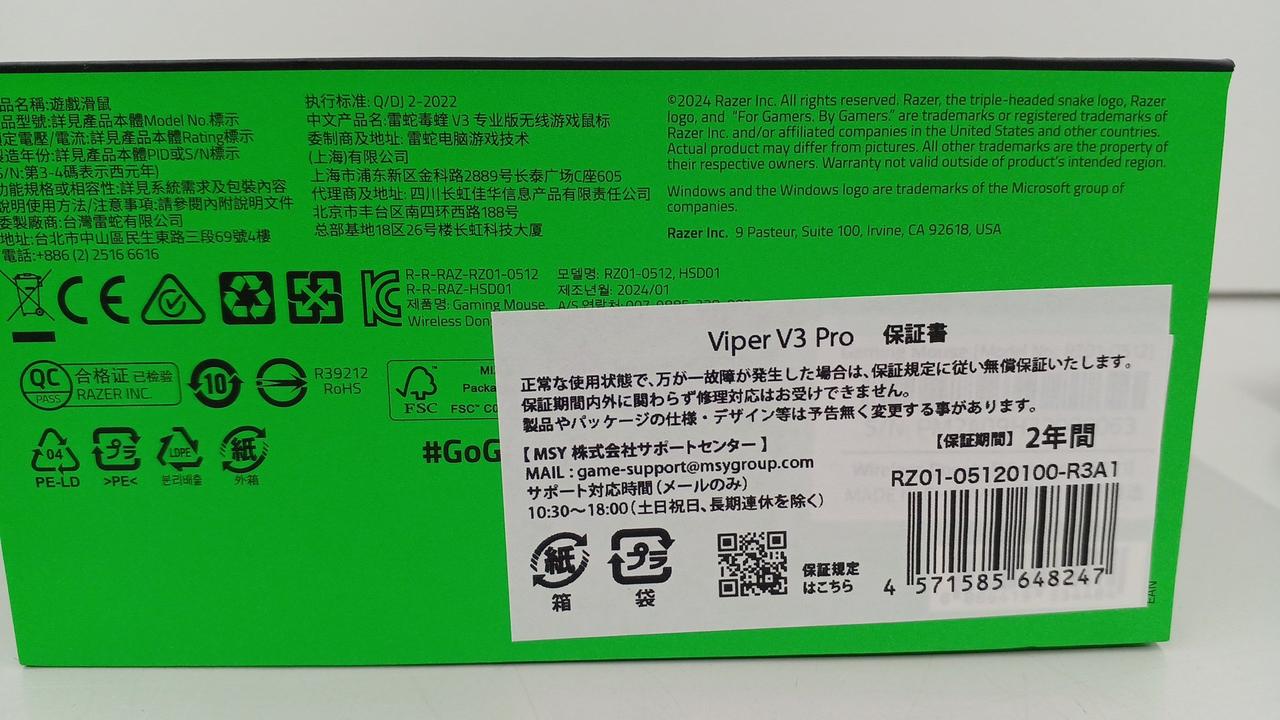 品名稱:遊戲滑鼠
品型號:詳見產品本體Model No.標示
定電壓/電流:詳見產品本體Rating標示
製造年份:詳見產品本體PID或S/N標示
S/N:第3-4碼表示西元年)
功能規格或相容性:詳見系統需求及包裝內容
說明使用方法/注意事項:請參閱內附說明文件
委製廠商:台灣雷蛇有限公司
地址:台北市中山區民生東路三段69號4樓
電話:+886 (2) 2516 6616
执行标准: Q/DJ 2-2022
中文产品名: 雷蛇毒蝰 V3 专业版无线游戏鼠标
委制商及地址: 雷蛇电脑游戏技术
(上海)有限公司
上海市浦东新区金科路2889号长泰广场C座605
代理商及地址: 四川长虹佳华信息产品有限责任公司
北京市丰台区南四环西路188号
总部基地18区26号楼长虹科技大厦
©2024 Razer Inc. All rights reserved. Razer, the triple-headed snake logo, Razer
logo, and "For Gamers. By Gamers." are trademarks or registered trademarks of
Razer Inc. and/or affiliated companies in the United States and other countries.
Actual product may differ from pictures. All other trademarks are the property of
their respective owners. Warranty not valid outside of product's intended region.
Windows and the Windows logo are trademarks of the Microsoft group of
companies.
Razer Inc. 9 Pasteur, Suite 100, Irvine, CA 92618, USA
CE
R-R-RAZ-RZ01-0512
R-R-RAZ-HSD01
제품명: Gaming Mouse,
Wireless Don
모델명: RZ01-0512, HSD01
제조년월: 2024/01
A/S 연락처:
QC PASS
合格证 已检验
RAZER INC.
10
R39212
RoHS
FSC
MI
Packa
FSC™ C0
04
PE-LD
プラ
>PE<
LDPE
분리배출
紙
外箱
#GoG
Viper V3 Pro 保証書
正常な使用状態で、万が一故障が発生した場合は、保証規定に従い無償保証いたします。
保証期間内外に関わらず修理対応はお受けできません。
製品やパッケージの仕様・デザイン等は予告無く変更する事があります。
【保証期間】 2年間
【 MSY 株式会社サポートセンター 】
MAIL : game-support@msygroup.com
サポート対応時間（メールのみ）
10:30～18:00（土日祝日、長期連休を除く）
RZ01-05120100-R3A1
紙
箱
プラ
袋
保証規定
はこちら
4 571585 648247
EAN